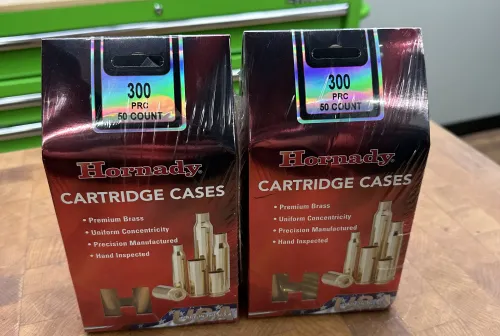 300
PRC
50 COUNT
Hornady
CARTRIDGE CASES
• Premium Brass
• Uniform Concentricity
• Precision Manufactured
• Hand Inspected
300
PRC
50 COUNT
Hornady
CARTRIDGE CASES
• Premium Brass
• Uniform Concentricity
• Precision Manufactured
• Hand Inspected